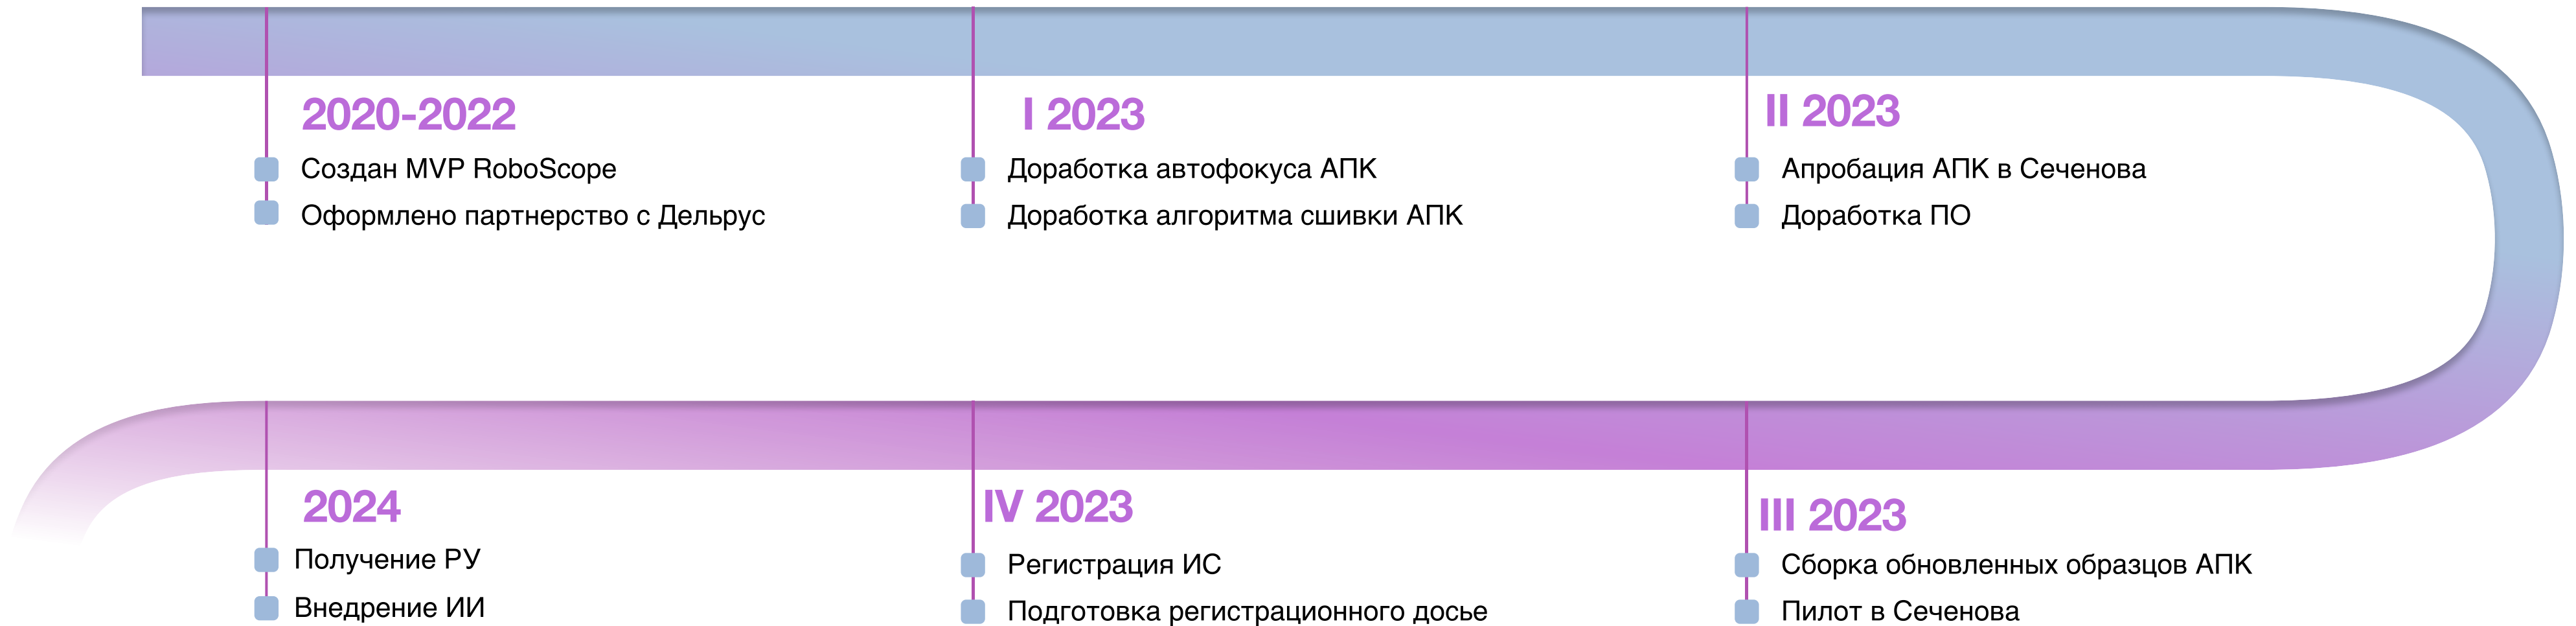 2020-2022
Создан MVP RoboScope
Оформлено партнерство с Дельрус
I 2023
Доработка автофокуса АПК
Доработка алгоритма сшивки АПК
II 2023
Апробация АПК в Сеченова
Доработка ПО
III 2023
Сборка обновленных образцов АПК
Пилот в Сеченова
IV 2023
Регистрация ИС
Подготовка регистрационного досье
2024
Получение РУ
Внедрение ИИ